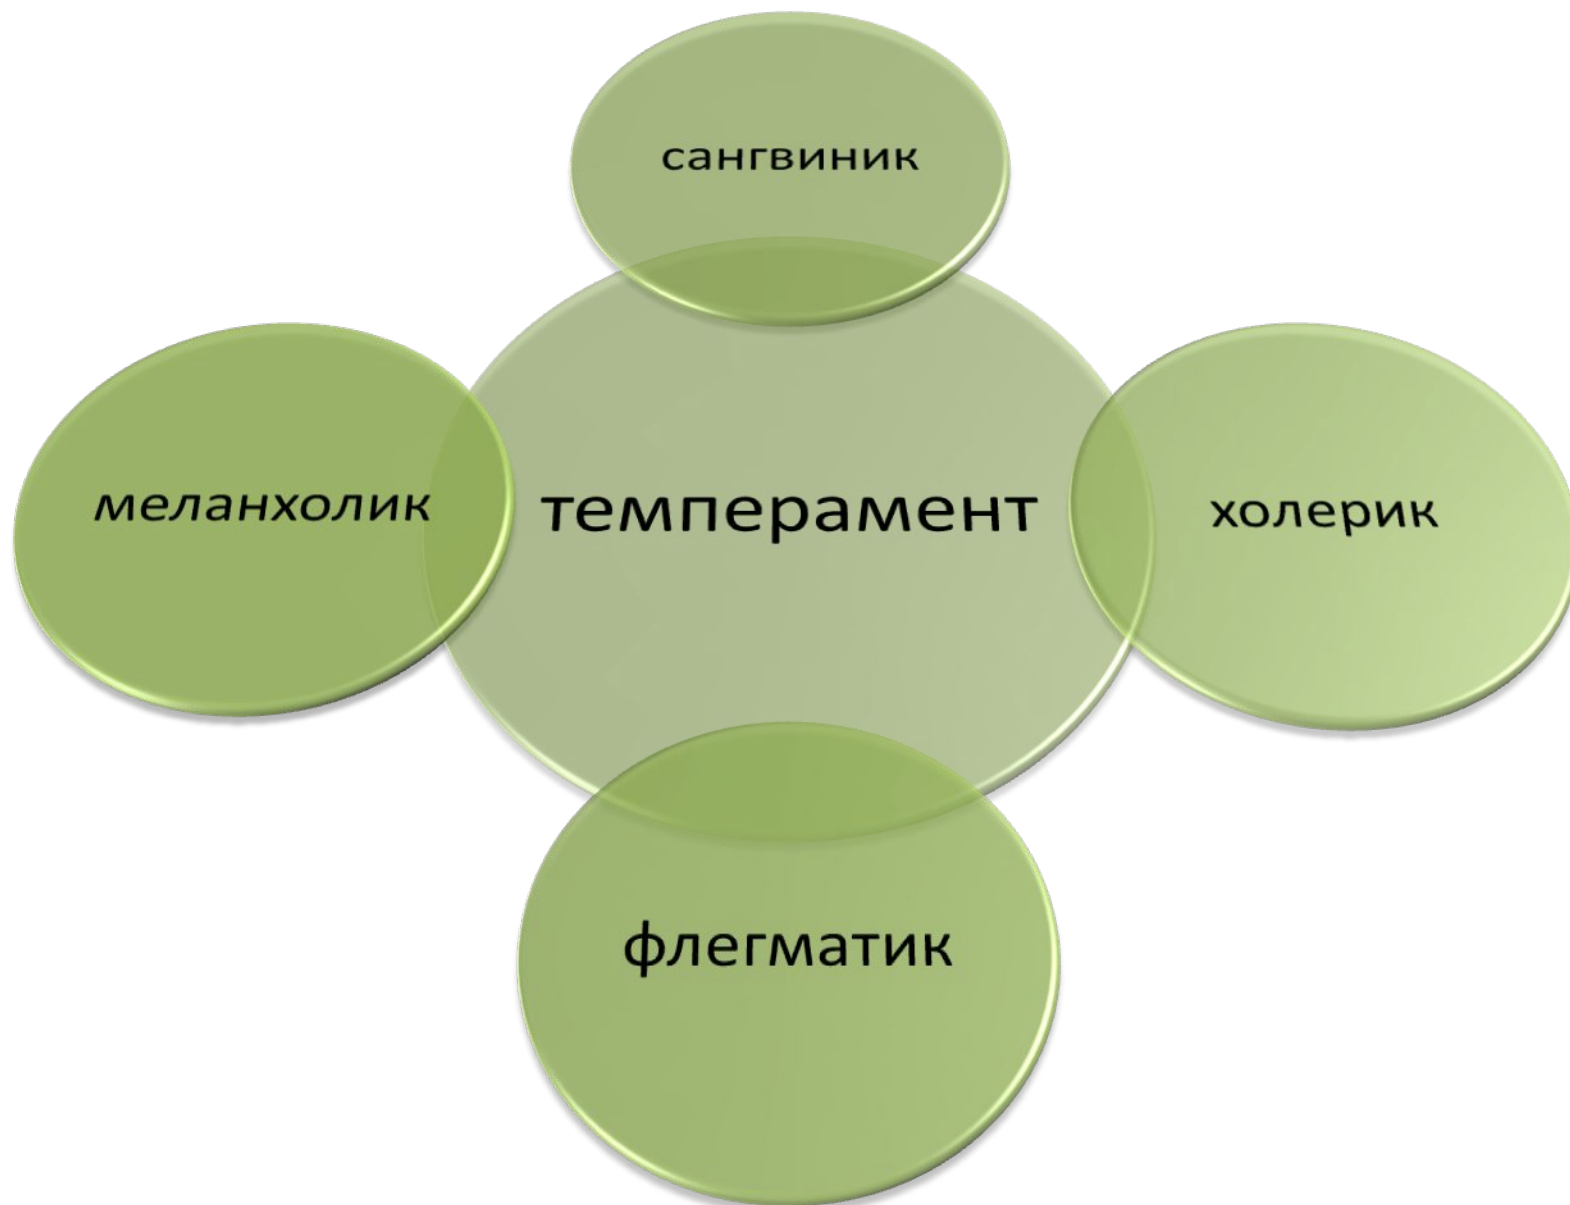 сангвиник
меланхолик
темперамент
холерик
флегматик